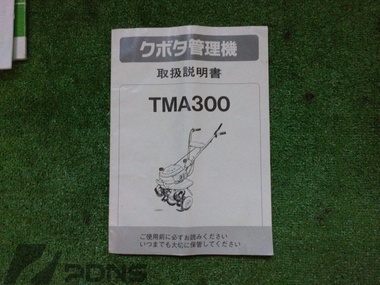 クボタ管理機
取扱説明書
TMA300
ご使用前に必ずお読みください
いつまでも大切に保管してください